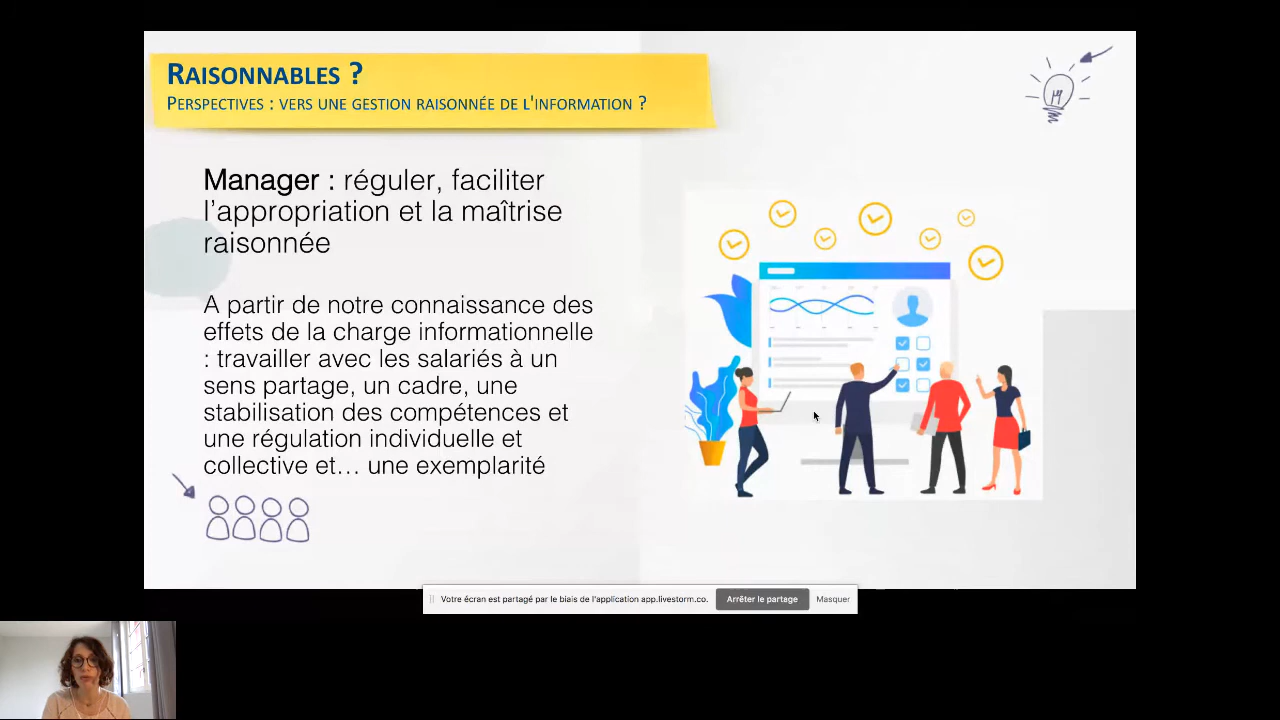 RAISONNABLES ?
PERSPECTIVES : VERS UNE GESTION RAISONNÉE DE L'INFORMATION ?
Manager : réguler, faciliter
l’appropriation et la maîtrise
raisonnée
A partir de notre connaissance des
effets de la charge informationnelle
: travailler avec les salariés à un
sens partage, un cadre, une
stabilisation des compétences et
une régulation individuelle et
collective et… une exemplarité
Votre écran est partagé par le biais de l'application app.livestorm.co.
Arrêter le partage
Masquer